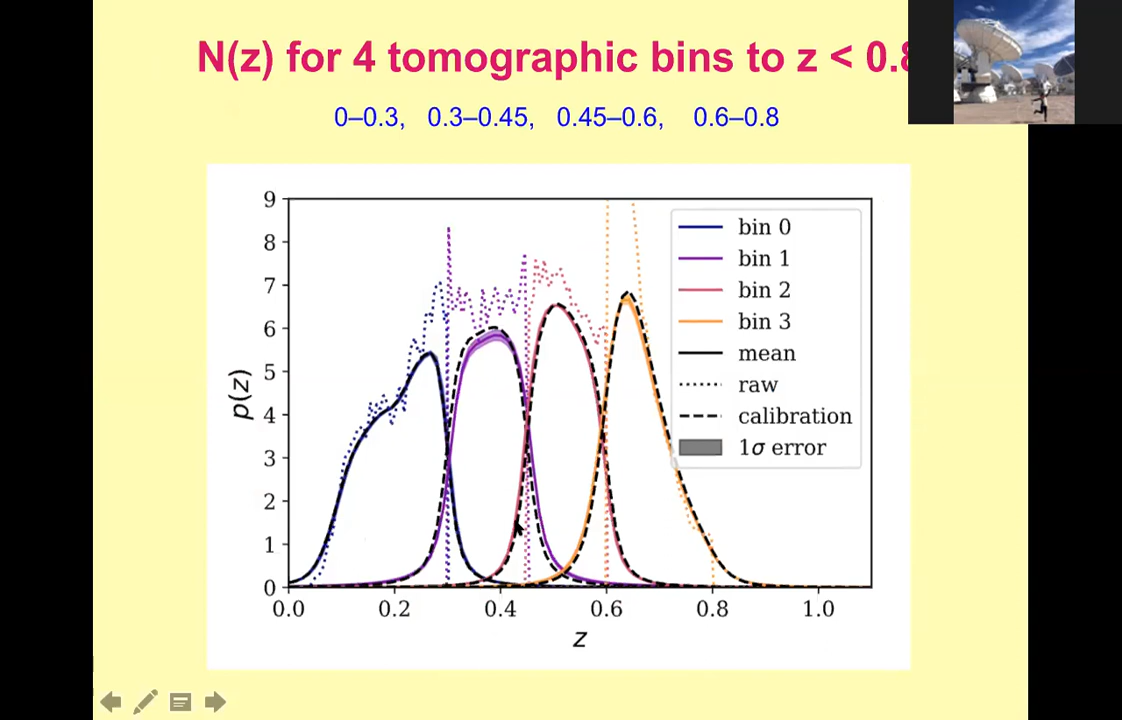 N(z) for 4 tomographic bins to z < 0.8
0–0.3, 0.3–0.45, 0.45–0.6, 0.6–0.8
9
8
7
6
5
4
3
2
1
0
p(z)
bin 0
bin 1
bin 2
bin 3
mean
raw
calibration
1σ error
0.0 0.2 0.4 0.6 0.8 1.0
z